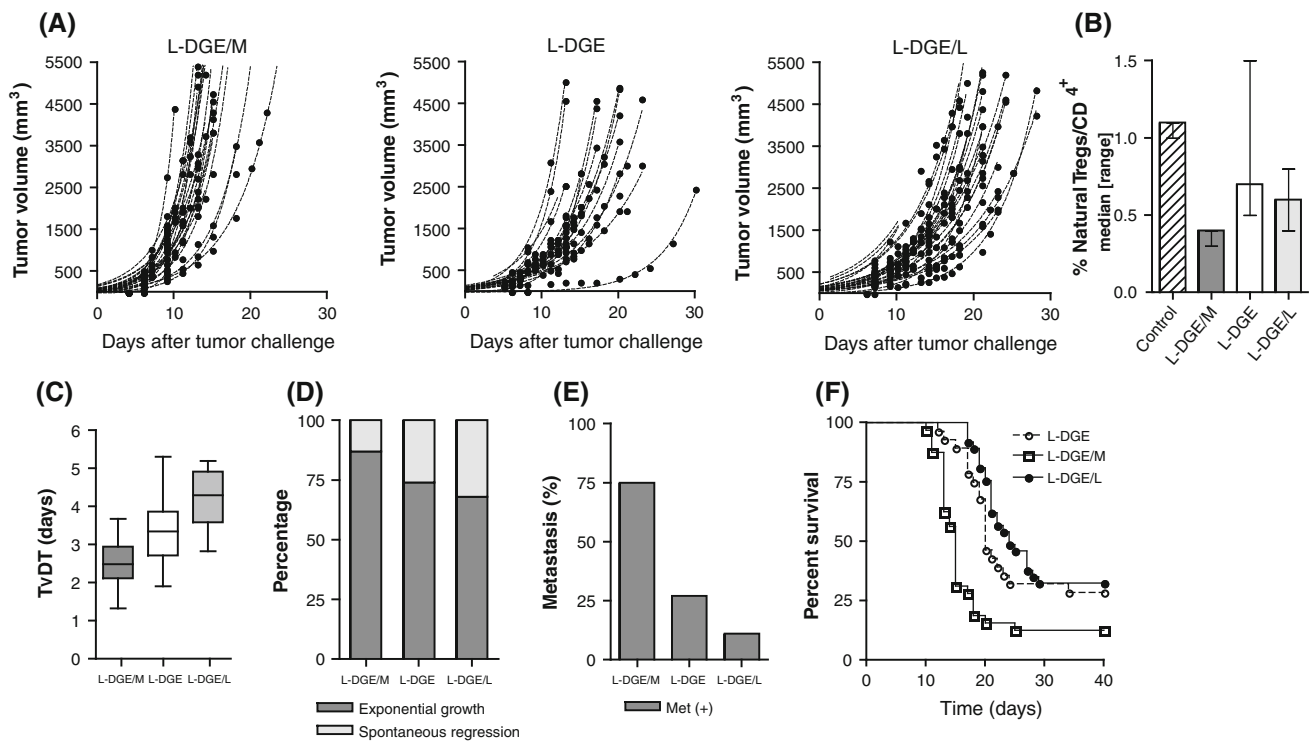 (A)
L-DGE/M
Tumor volume (mm³)
5500
4500
3500
2500
1500
500
0
10
20
30
Days after tumor challenge
L-DGE
Tumor volume (mm³)
5500
4500
3500
2500
1500
500
0
10
20
30
Days after tumor challenge
L-DGE/L
Tumor volume (mm³)
5500
4500
3500
2500
1500
500
0
10
20
30
Days after tumor challenge
(B)
% Natural Tregs/CD4⁺
median [range]
1.5
1.0
0.5
0.0
Control
L-DGE/M
L-DGE
L-DGE/L
(C)
TvDT (days)
6
5
4
3
2
1
0
L-DGE/M
L-DGE
L-DGE/L
(D)
Percentage
100
75
50
25
0
L-DGE/M
L-DGE
L-DGE/L
Exponential growth
Spontaneous regression
(E)
Metastasis (%)
100
75
50
25
0
L-DGE/M
L-DGE
L-DGE/L
Met (+)
(F)
Percent survival
100
75
50
25
0
0
10
20
30
40
Time (days)
L-DGE
L-DGE/M
L-DGE/L